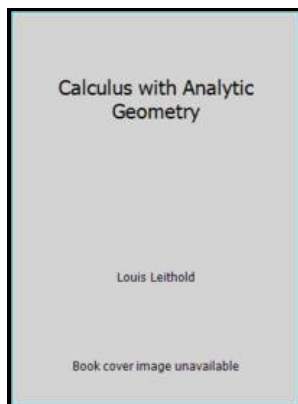 Calculus with Analytic
Geometry
Louis Leithold
Book cover image unavailable